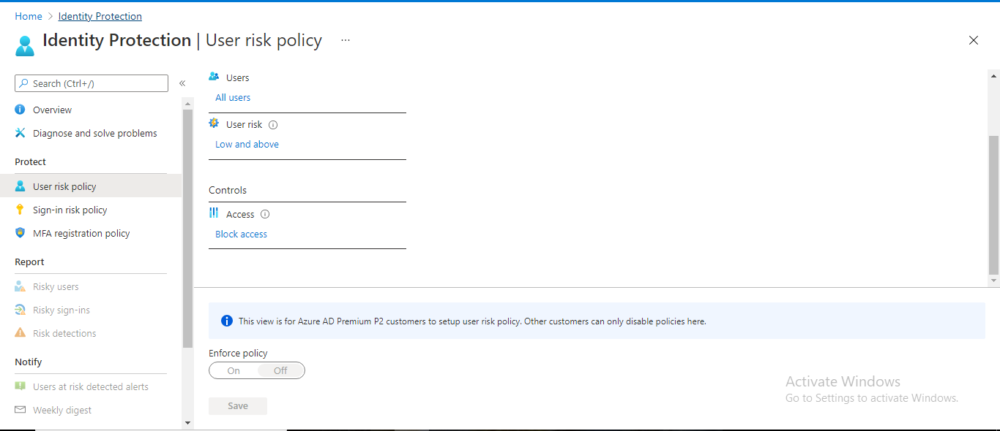 Home > Identity Protection
Identity Protection | User risk policy ...
Search (Ctrl+/)
«
Overview
Diagnose and solve problems
Protect
User risk policy
Sign-in risk policy
MFA registration policy
Report
Risky users
Risky sign-ins
Risk detections
Notify
Users at risk detected alerts
Weekly digest
Users
All users
User risk
Low and above
Controls
Access
Block access
This view is for Azure AD Premium P2 customers to setup user risk policy. Other customers can only disable policies here.
Enforce policy
On Off
Save
Activate Windows
Go to Settings to activate Windows.